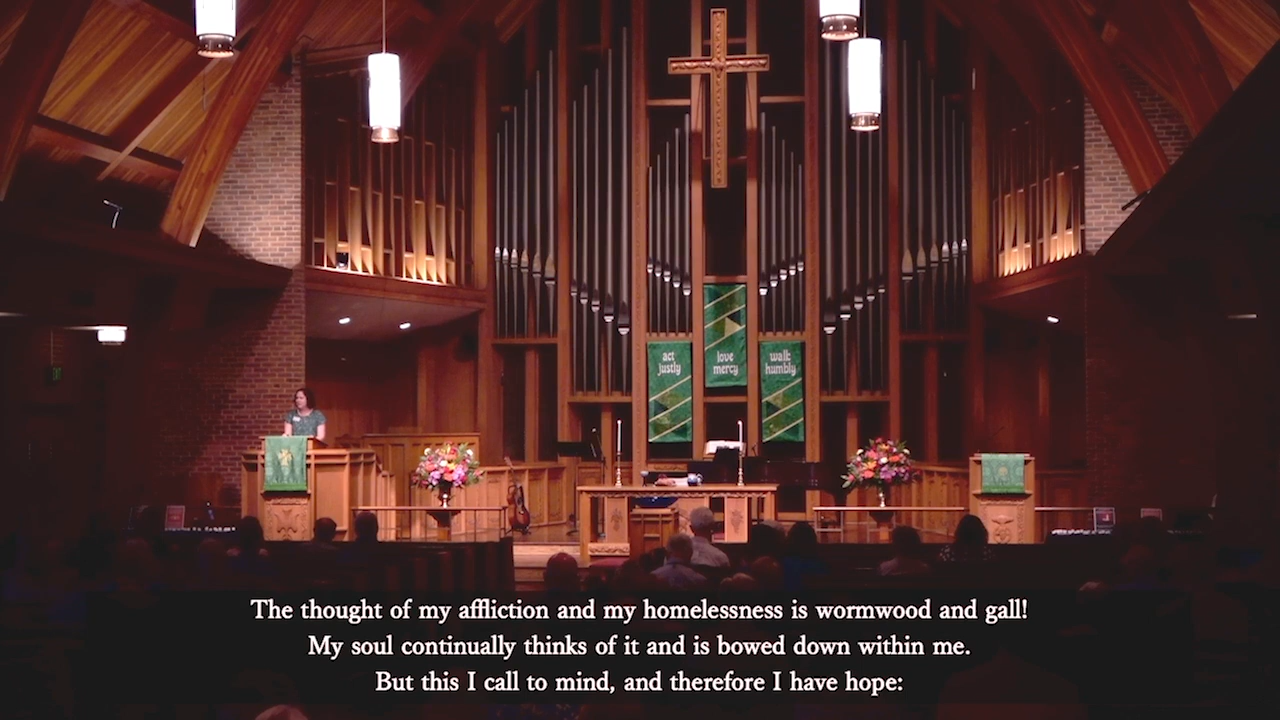 act
justly
love
mercy
walk
humbly
The thought of my affliction and my homelessness is wormwood and gall!
My soul continually thinks of it and is bowed down within me.
But this I call to mind, and therefore I have hope: